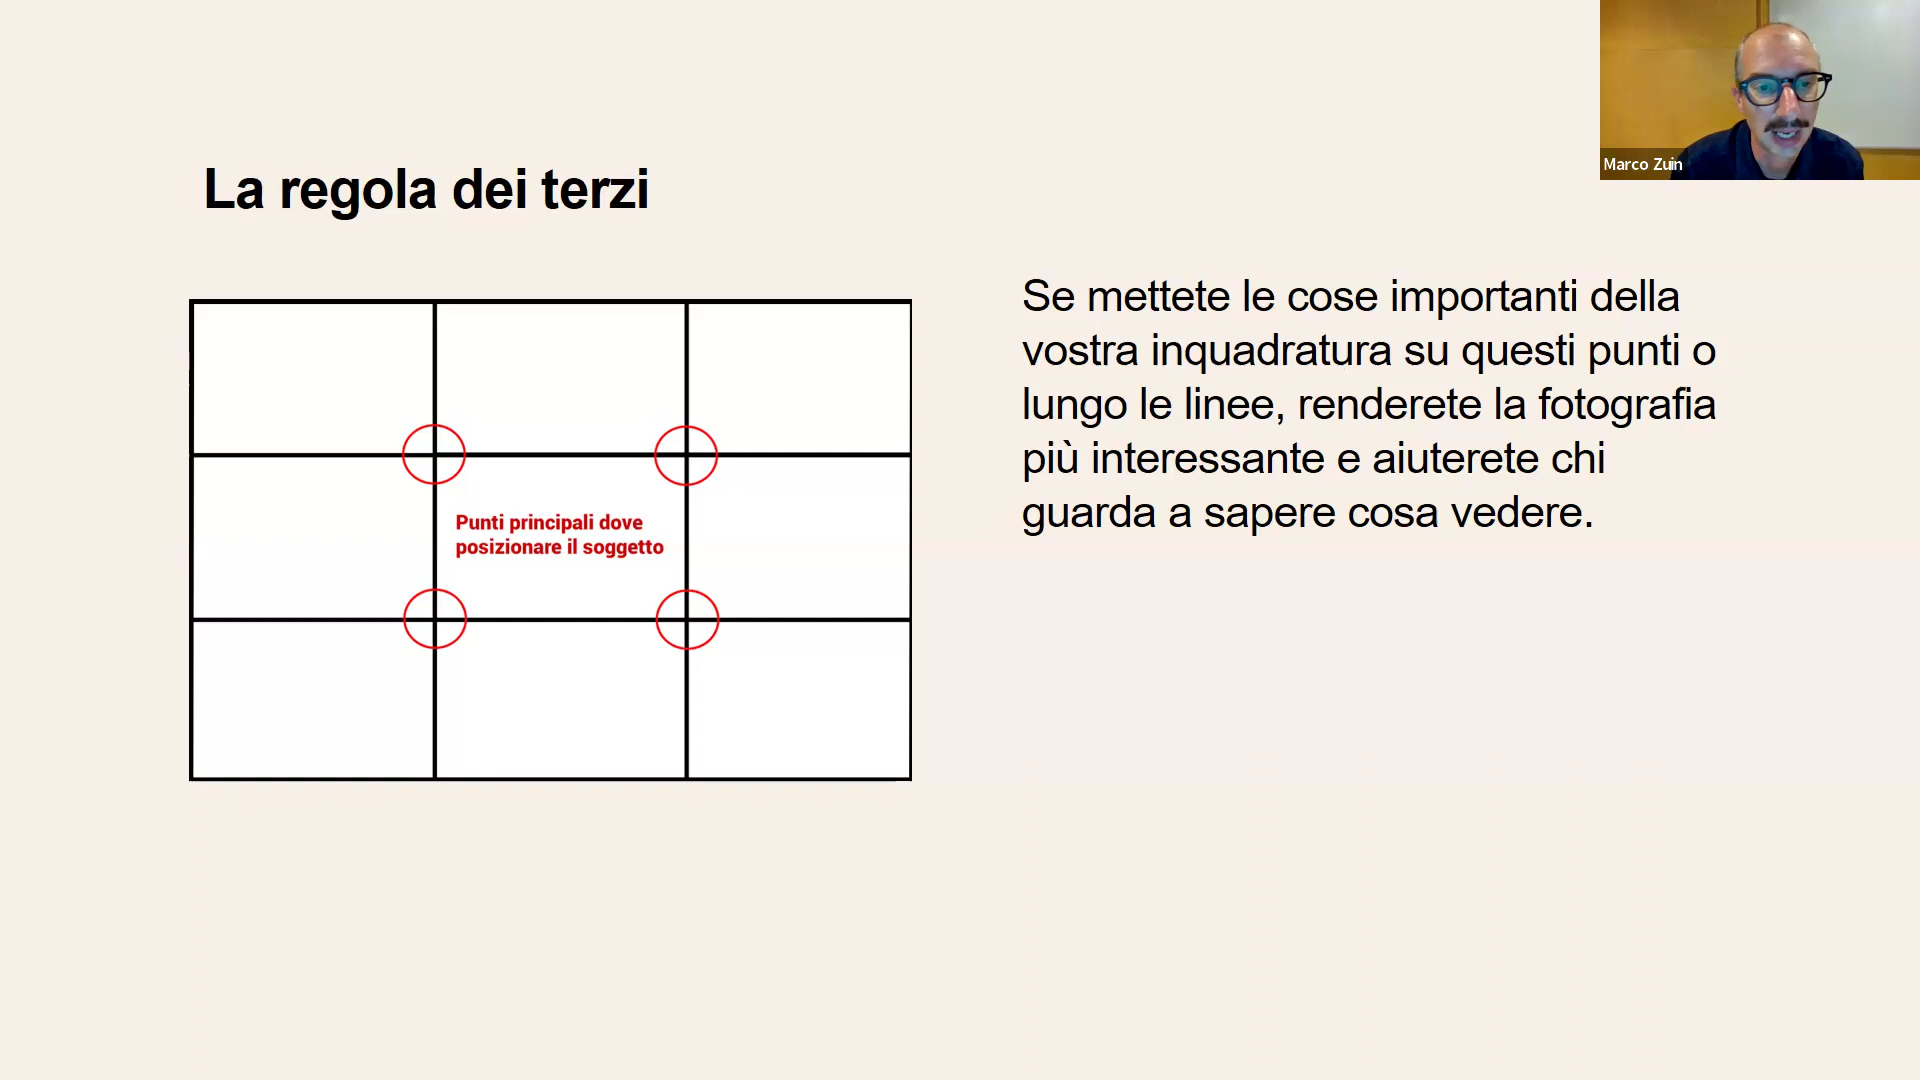 Marco Zuin
La regola dei terzi
Punti principali dove
posizionare il soggetto
Se mettete le cose importanti della
vostra inquadratura su questi punti o
lungo le linee, renderete la fotografia
più interessante e aiuterete chi
guarda a sapere cosa vedere.